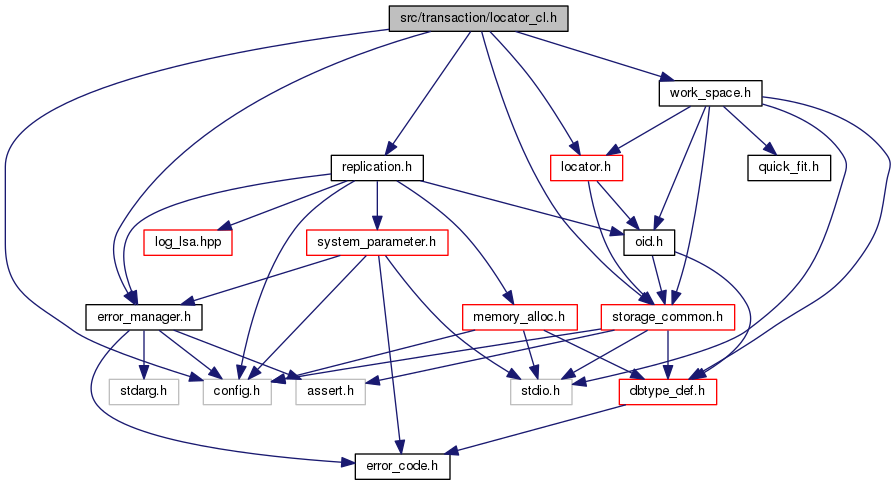 src/transaction/locator_cl.h
work_space.h
replication.h
locator.h
quick_fit.h
log_lsa.hpp
system_parameter.h
oid.h
error_manager.h
memory_alloc.h
storage_common.h
stdarg.h
config.h
assert.h
stdio.h
dbtype_def.h
error_code.h